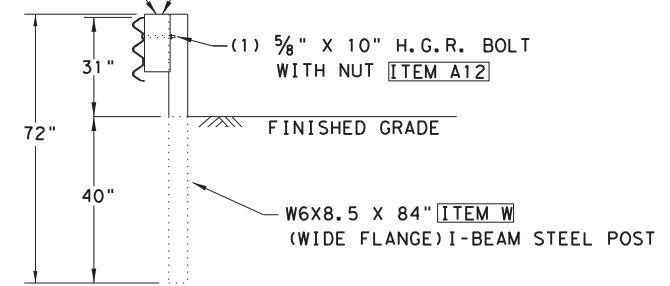 (1) 5/8" X 10" H.G.R. BOLT
WITH NUT ITEM A12
31"
FINISHED GRADE
72"
40"
W6X8.5 X 84" ITEM W
(WIDE FLANGE) I-BEAM STEEL POST